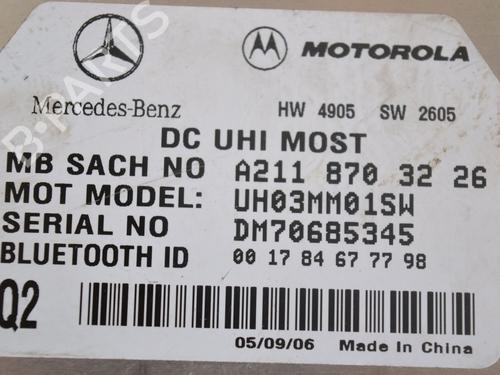 MOTOROLA
Mercedes-Benz
HW 4905 SW 2605
DC UHI MOST
MB SACH NO A211 870 32 26
MOT MODEL: UH03MM01SW
SERIAL NO DM70685345
BLUETOOTH ID 00 17 84 67 77 98
Q2
05/09/06 Made In China
B-PARTS